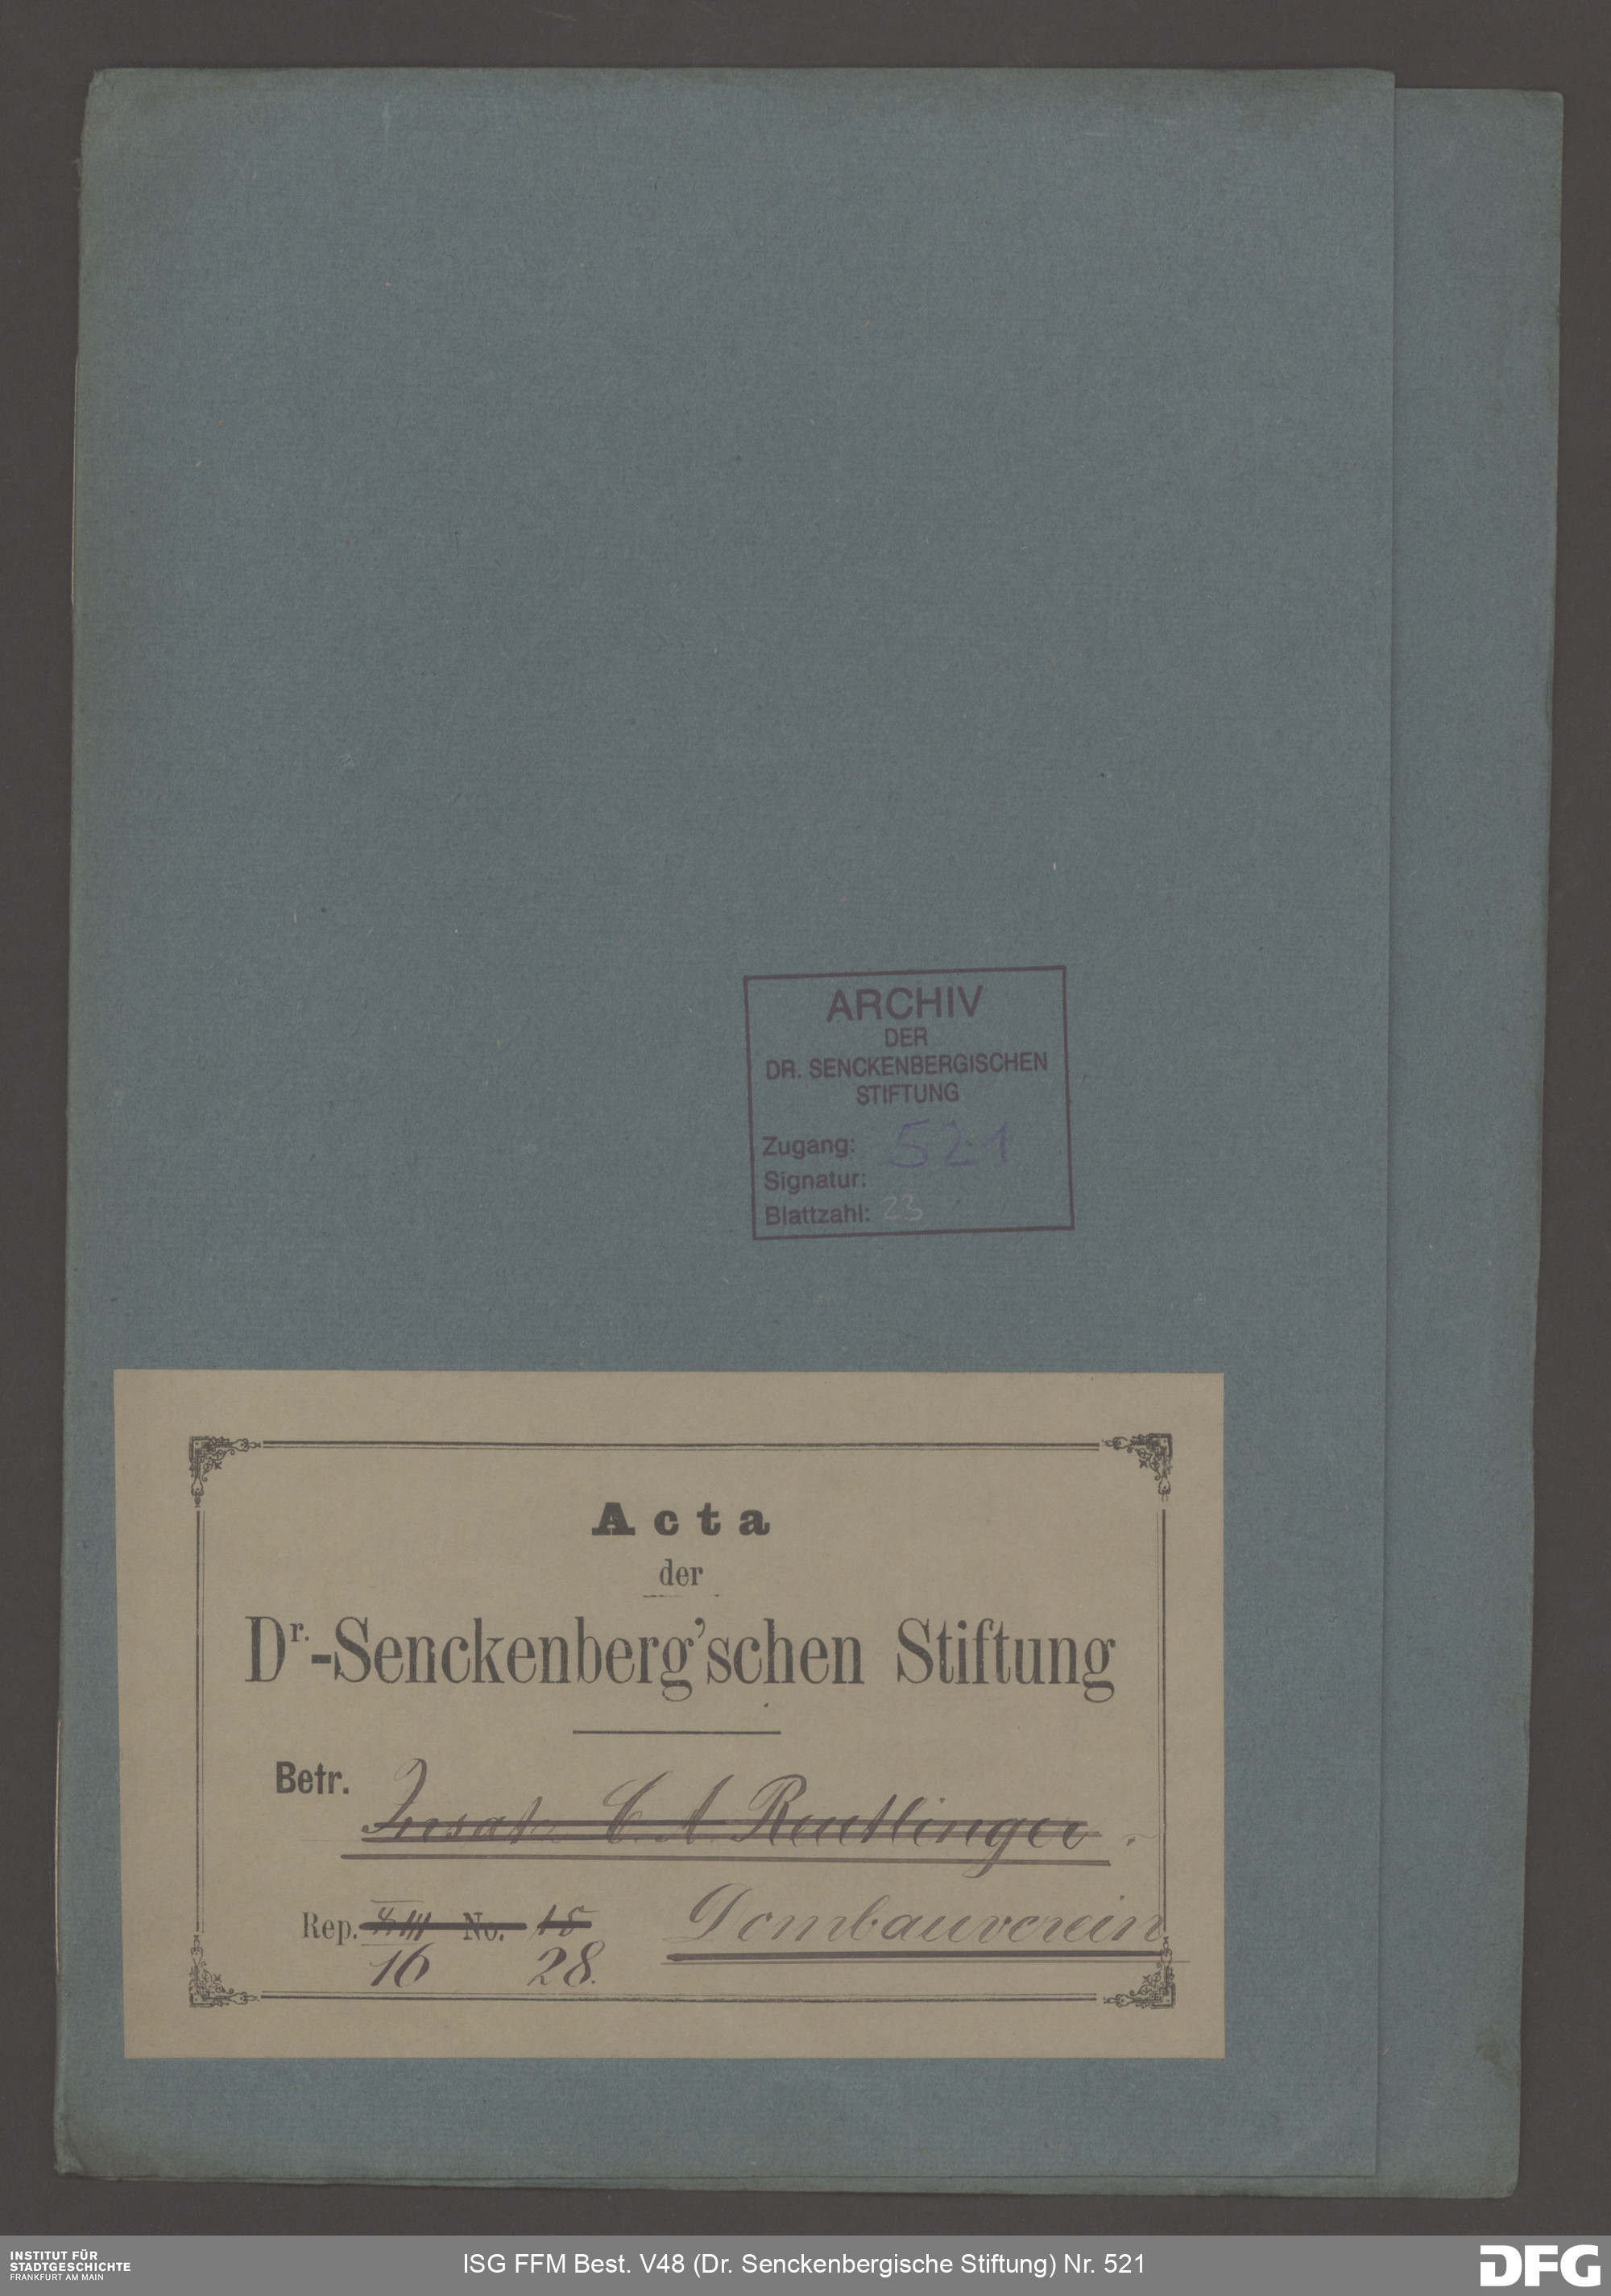 ARCHIV
DER
DR. SENCKENBERGISCHEN
STIFTUNG
Zugang: 521
Signatur:
Blattzahl: 23
Acta
der
Dr.-Senckenberg'schen Stiftung
Betr. Insatz C. A. Reutlinger.
Rep. No. 15 Dombauverein
16 28.
INSTITUT FÜR
STADTGESCHICHTE
FRANKFURT AM MAIN
ISG FFM Best. V48 (Dr. Senckenbergische Stiftung) Nr. 521
DFG